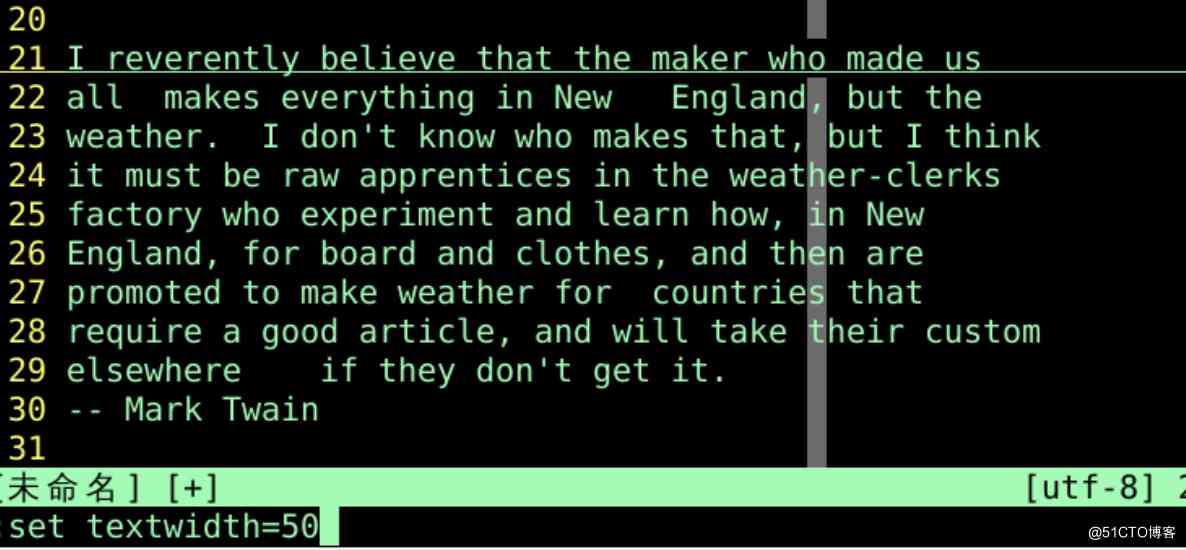 20
21 I reverently believe that the maker who made us
22 all  makes everything in New   England, but the
23 weather.  I don't know who makes that, but I think
24 it must be raw apprentices in the weather-clerks
25 factory who experiment and learn how, in New
26 England, for board and clothes, and then are
27 promoted to make weather for  countries that
28 require a good article, and will take their custom
29 elsewhere    if they don't get it.
30 -- Mark Twain
31
[未命名] [+] [utf-8] 2
:set textwidth=50
@51CTO博客